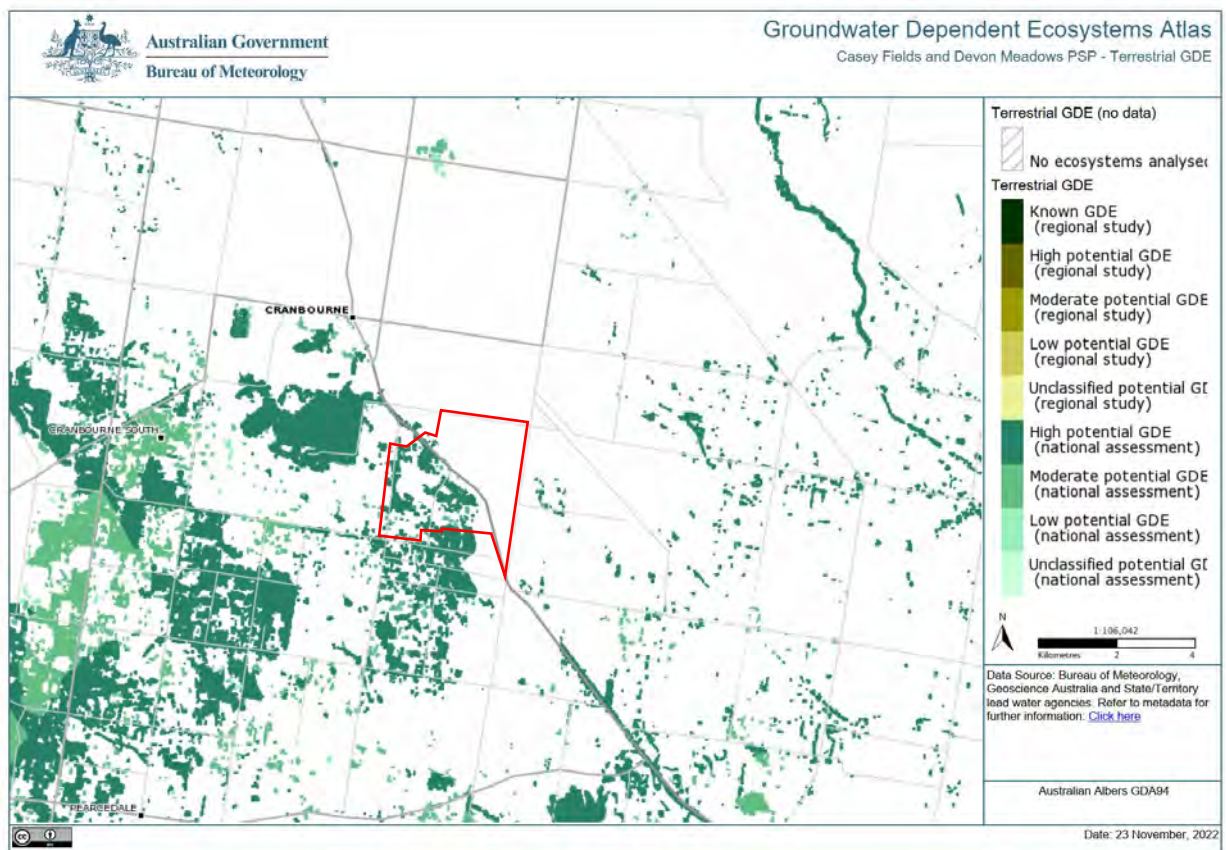 Australian Government
Bureau of Meteorology
Groundwater Dependent Ecosystems Atlas
Casey Fields and Devon Meadows PSP - Terrestrial GDE
CRANBOURNE
CRANBOURNE SOUTH
PEARCEDALE
Terrestrial GDE (no data)
No ecosystems analysed
Terrestrial GDE
Known GDE
(regional study)
High potential GDE
(regional study)
Moderate potential GDE
(regional study)
Low potential GDE
(regional study)
Unclassified potential GD
(regional study)
High potential GDE
(national assessment)
Moderate potential GDE
(national assessment)
Low potential GDE
(national assessment)
Unclassified potential GD
(national assessment)
N
1:106,042
Kilometres 2 4
Data Source: Bureau of Meteorology,
Geoscience Australia and State/Territory
lead water agencies. Refer to metadata for
further information: Click here
Australian Albers GDA94
Date: 23 November, 2022
cc
BY